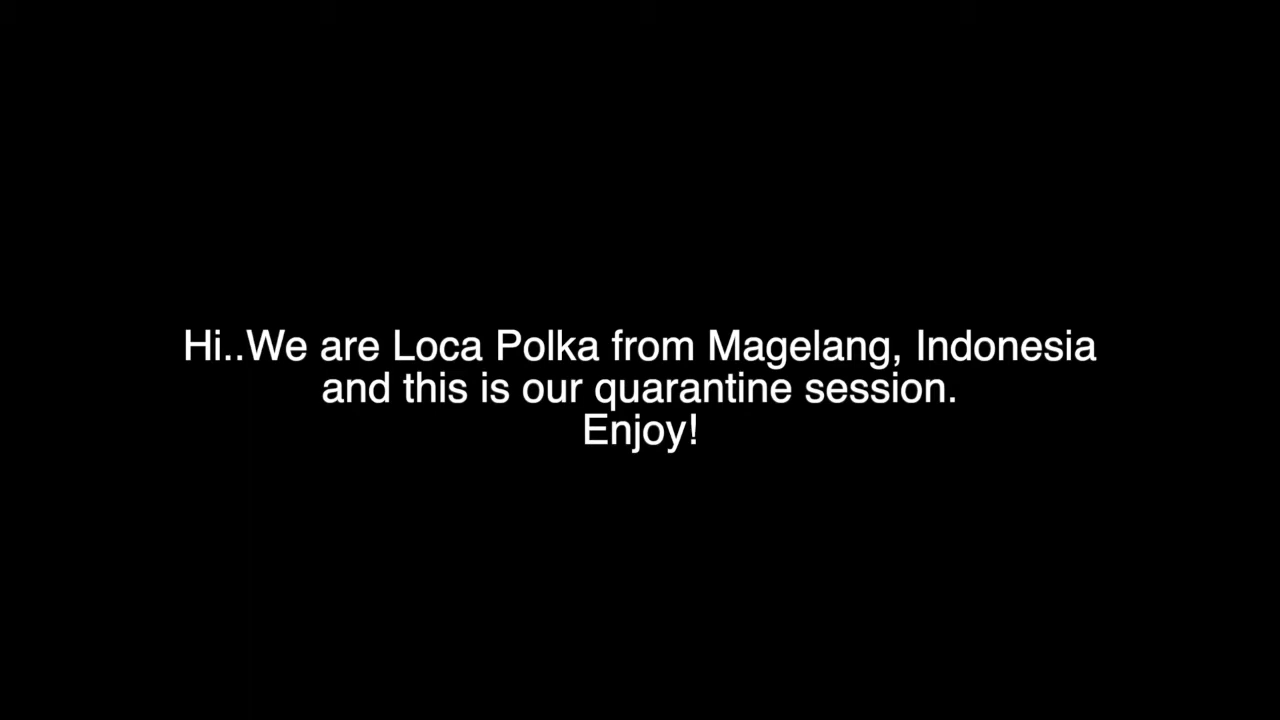 Hi..We are Loca Polka from Magelang, Indonesia
and this is our quarantine session.
Enjoy!